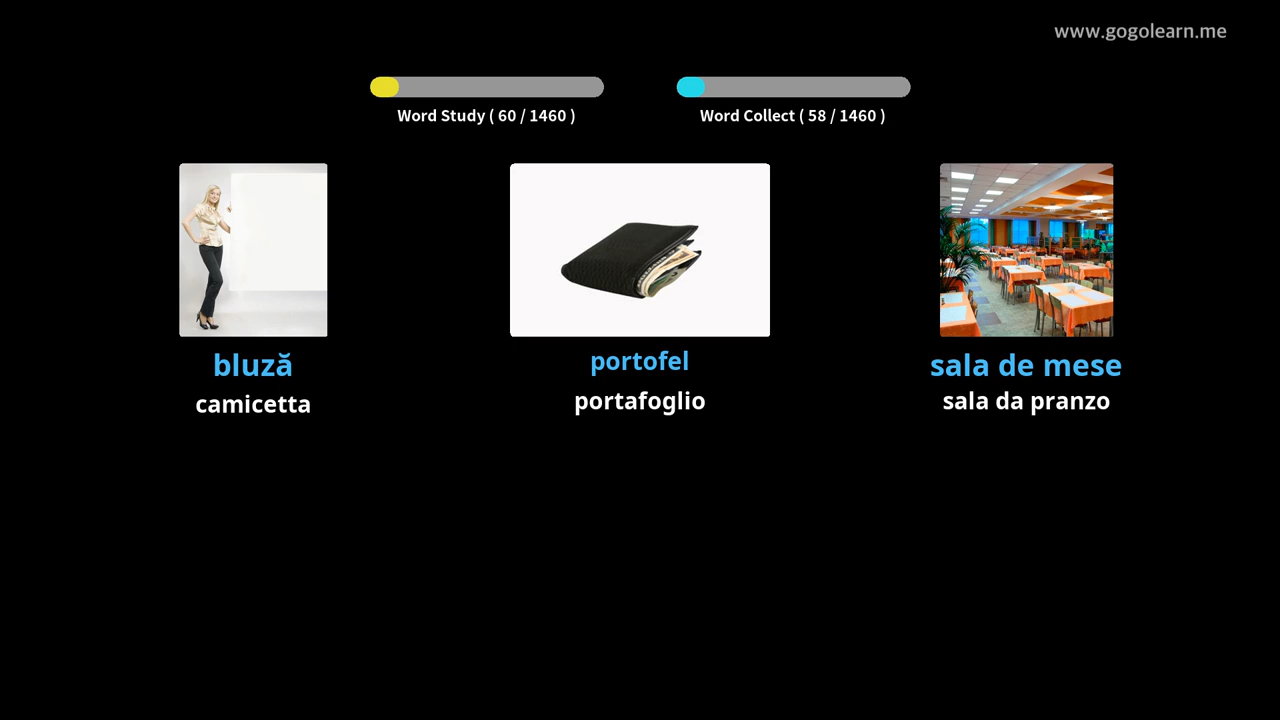 www.gogolearn.me
Word Study ( 60 / 1460 )
Word Collect ( 58 / 1460 )
bluză
portofel
sala de mese
camicetta
portafoglio
sala da pranzo